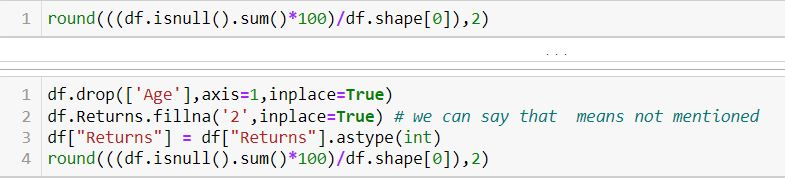 1 round(((df.isnull().sum()*100)/df.shape[0]),2)
...
1 df.drop(['Age'],axis=1,inplace=True)
2 df.Returns.fillna('2',inplace=True) # we can say that  means not mentioned
3 df["Returns"] = df["Returns"].astype(int)
4 round(((df.isnull().sum()*100)/df.shape[0]),2)